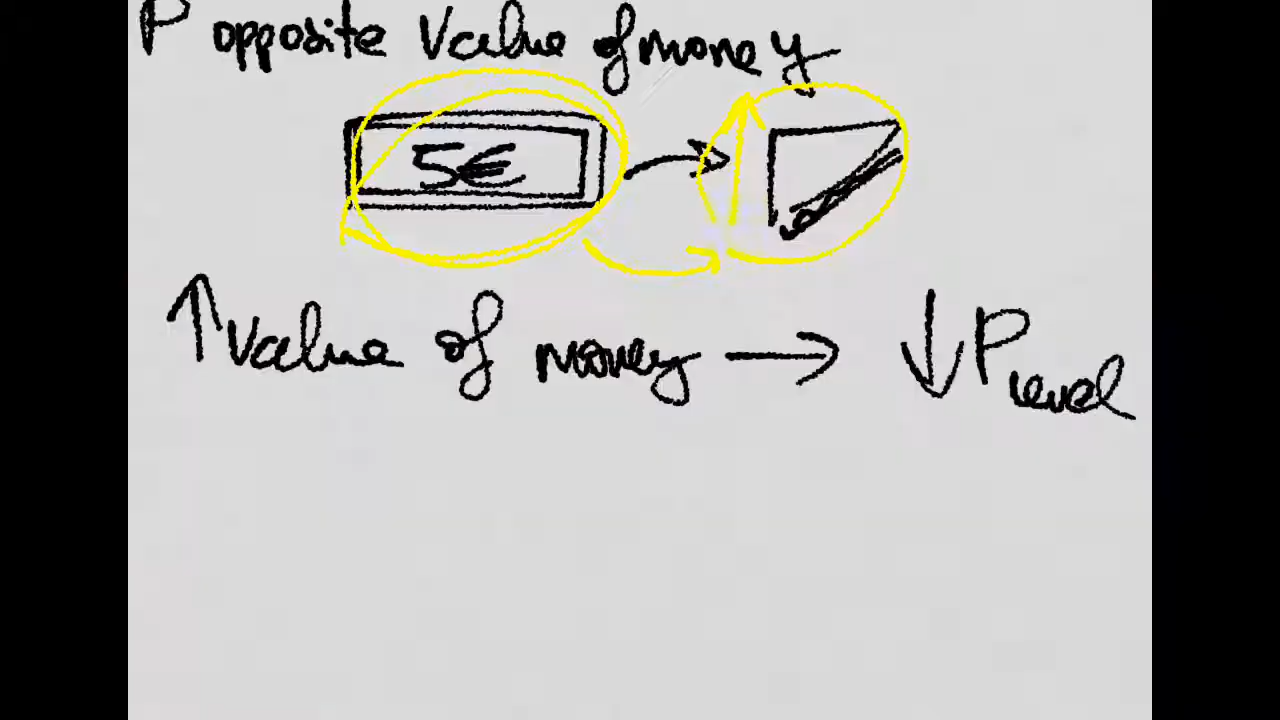 P opposite Value of money
5€
↑ Value of money → ↓ P level